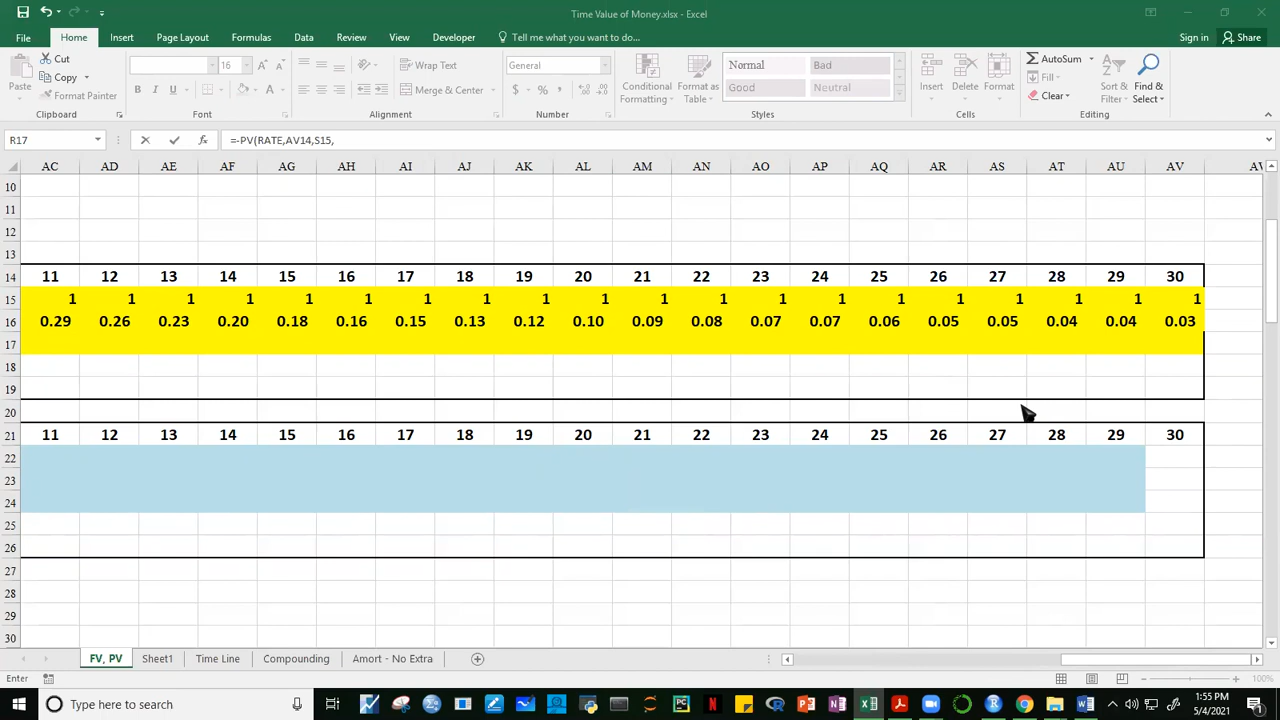 Time Value of Money.xlsx - Excel
File Home Insert Page Layout Formulas Data Review View Developer Tell me what you want to do... Sign in Share
Paste Cut Copy Format Painter Clipboard
16 B I U Font
Wrap Text Merge & Center Alignment
General $ % , Number
Conditional Formatting Format as Table Normal Bad Good Neutral Styles
Insert Delete Format Cells
AutoSum Fill Clear Sort & Filter Find & Select Editing
R17 fx =-PV(RATE,AV14,S15,
AC AD AE AF AG AH AI AJ AK AL AM AN AO AP AQ AR AS AT AU AV
10
11
12
13
14 11 12 13 14 15 16 17 18 19 20 21 22 23 24 25 26 27 28 29 30
15 1 1 1 1 1 1 1 1 1 1 1 1 1 1 1 1 1 1 1 1
16 0.29 0.26 0.23 0.20 0.18 0.16 0.15 0.13 0.12 0.10 0.09 0.08 0.07 0.07 0.06 0.05 0.05 0.04 0.04 0.03
17
18
19
20
21 11 12 13 14 15 16 17 18 19 20 21 22 23 24 25 26 27 28 29 30
22
23
24
25
26
27
28
29
30
FV, PV Sheet1 Time Line Compounding Amort - No Extra
Enter 100%
Type here to search 1:55 PM
5/4/2021